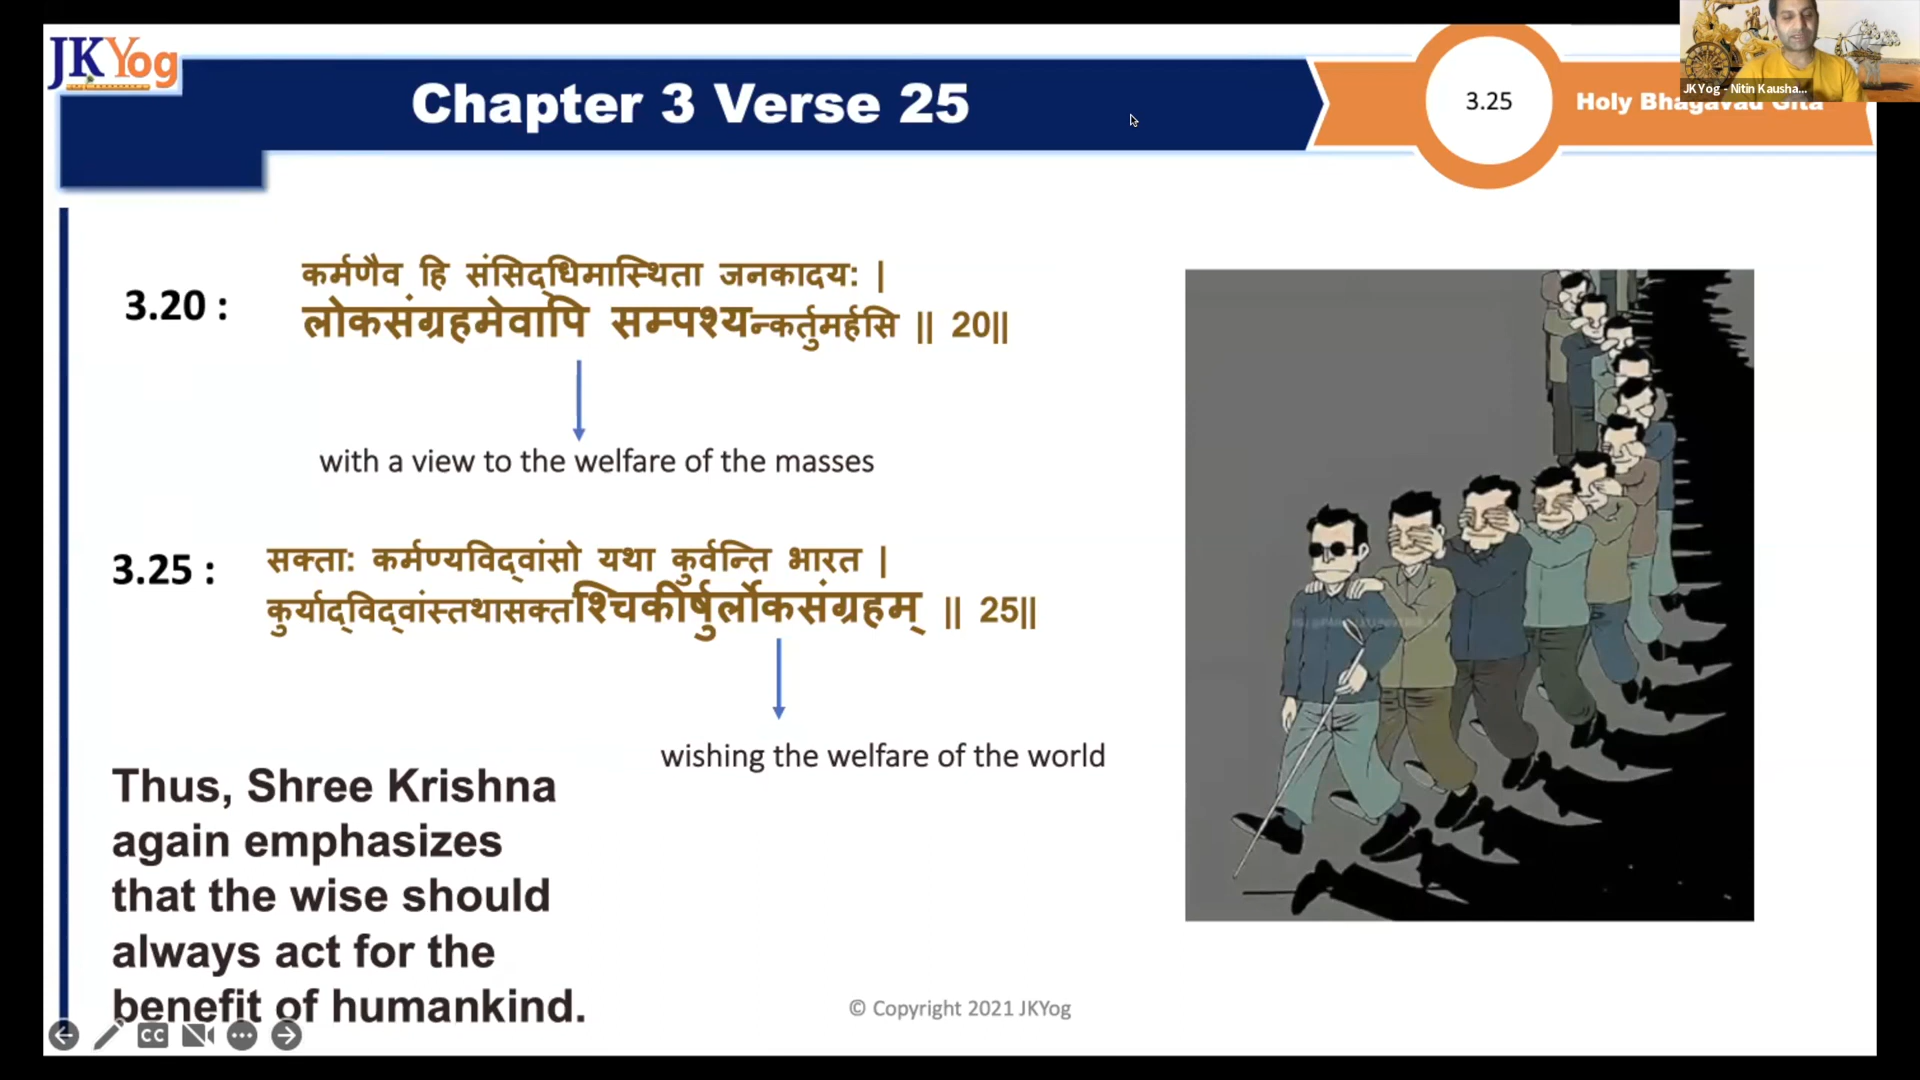 JKYog
Chapter 3 Verse 25
3.25
Holy Bhagavad Gita
JKYog - Nitin Kausha...
3.20 :
कर्मणैव हि संसिद्धिमास्थिता जनकादय: |
लोकसंग्रहमेवापि सम्पश्यन्कर्तुमर्हसि || 20||
with a view to the welfare of the masses
3.25 :
सक्ता: कर्मण्यविद्वांसो यथा कुर्वन्ति भारत |
कुर्याद्विद्वांस्तथासक्तश्चिकीर्षुर्लोकसंग्रहम् || 25||
wishing the welfare of the world
Thus, Shree Krishna
again emphasizes
that the wise should
always act for the
benefit of humankind.
© Copyright 2021 JKYog
CC